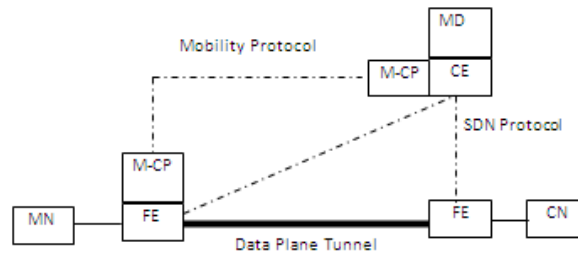 MD
Mobility Protocol
M-CP
CE
SDN Protocol
M-CP
MN
FE
FE
CN
Data Plane Tunnel